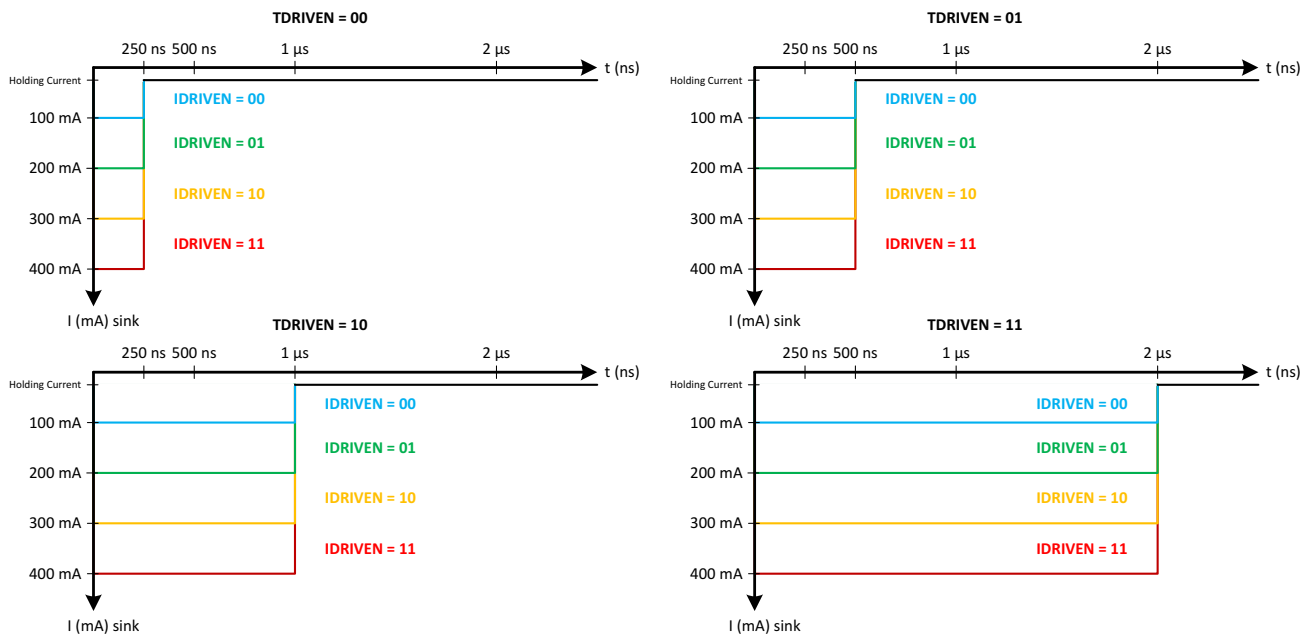 TDRIVEN = 00
250 ns 500 ns 1 µs 2 µs
t (ns)
Holding Current
IDRIVEN = 00
100 mA
IDRIVEN = 01
200 mA
IDRIVEN = 10
300 mA
IDRIVEN = 11
400 mA
I (mA) sink
TDRIVEN = 01
250 ns 500 ns 1 µs 2 µs
t (ns)
Holding Current
IDRIVEN = 00
100 mA
IDRIVEN = 01
200 mA
IDRIVEN = 10
300 mA
IDRIVEN = 11
400 mA
I (mA) sink
TDRIVEN = 10
250 ns 500 ns 1 µs 2 µs
t (ns)
Holding Current
IDRIVEN = 00
100 mA
IDRIVEN = 01
200 mA
IDRIVEN = 10
300 mA
IDRIVEN = 11
400 mA
I (mA) sink
TDRIVEN = 11
250 ns 500 ns 1 µs 2 µs
t (ns)
Holding Current
IDRIVEN = 00
100 mA
IDRIVEN = 01
200 mA
IDRIVEN = 10
300 mA
IDRIVEN = 11
400 mA
I (mA) sink